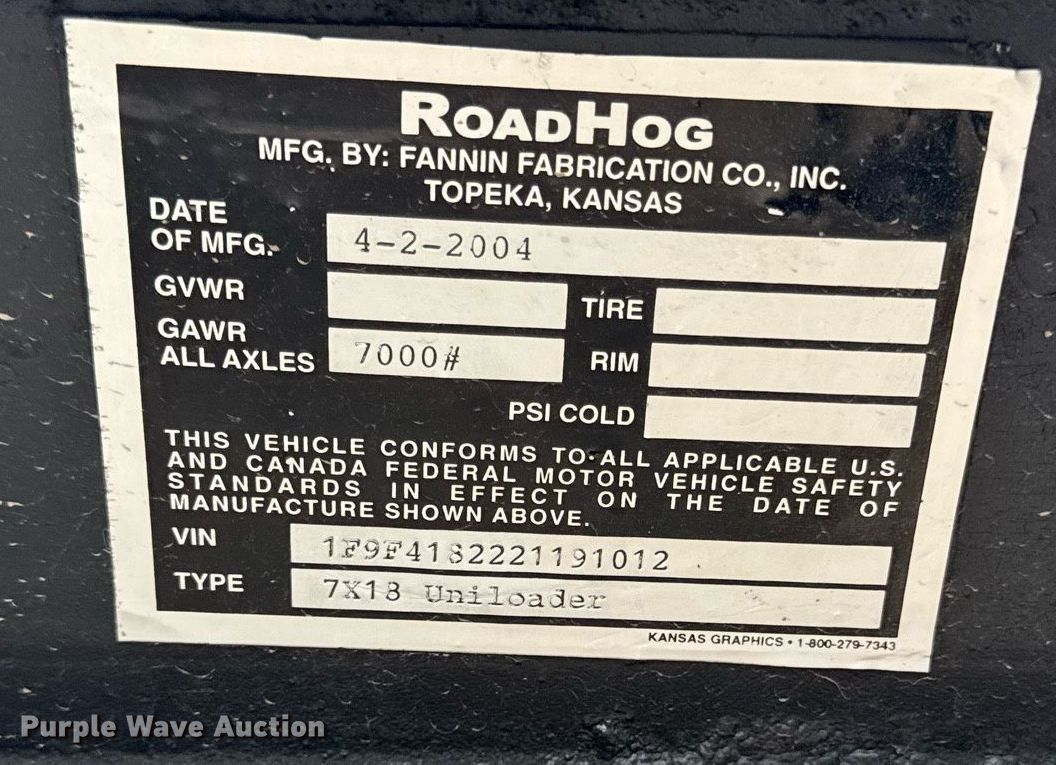 ROADHOG
MFG. BY: FANNIN FABRICATION CO., INC.
TOPEKA, KANSAS
DATE OF MFG. 4-2-2004
GVWR
TIRE
GAWR ALL AXLES 7000#
RIM
PSI COLD
THIS VEHICLE CONFORMS TO ALL APPLICABLE U.S.
AND CANADA FEDERAL MOTOR VEHICLE SAFETY
STANDARDS IN EFFECT ON THE DATE OF
MANUFACTURE SHOWN ABOVE.
VIN 1F9F4182221191012
TYPE 7X18 Uniloader
KANSAS GRAPHICS • 1-800-279-7343
Purple Wave Auction